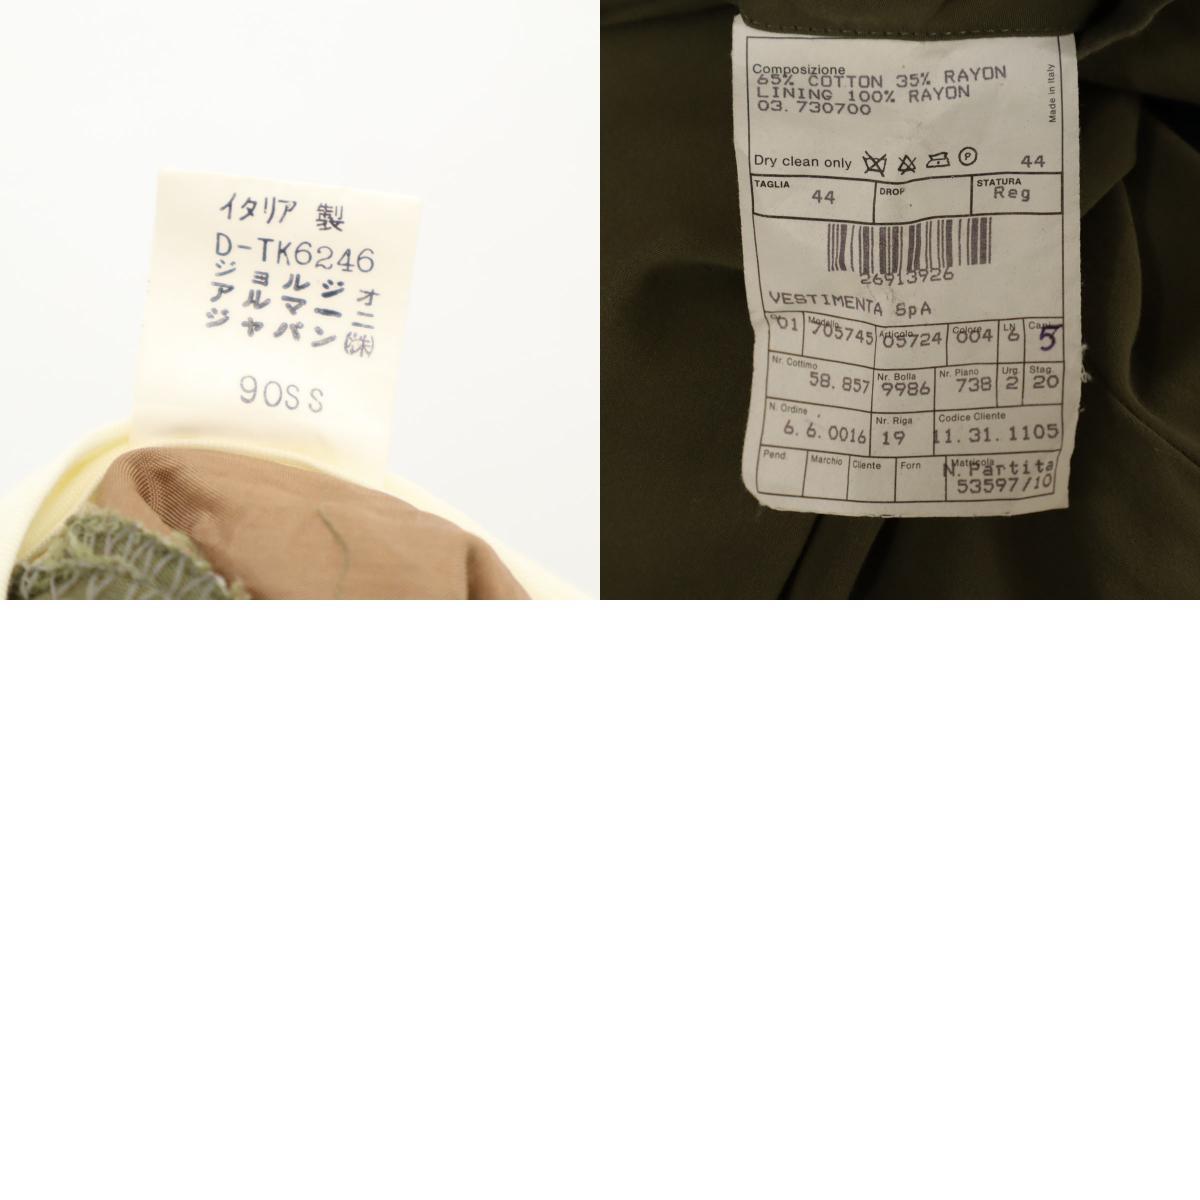 イタリア 製
D-TK6246
ジョルジオ
アルマーニ
ジャパン㈱
90SS
Composizione
65% COTTON 35% RAYON
LINING 100% RAYON
03.730700
Made in Italy
Dry clean only P 44
TAGLIA 44 DROP STATURA Reg
26913926
VESTIMENTA SpA
01 Modello 705745 Articolo 05724 Colore 004 LN 6 5
Nr. Cottimo 58.857 Nr. Bolla 9986 Nr. Piano 738 Urg. 2 Stag. 20
N. Ordine 6.6.0016 Nr. Riga 19 Codice Cliente 11.31.1105
Pend. Marchio Cliente Forn Matricola N. Partita 53597/10